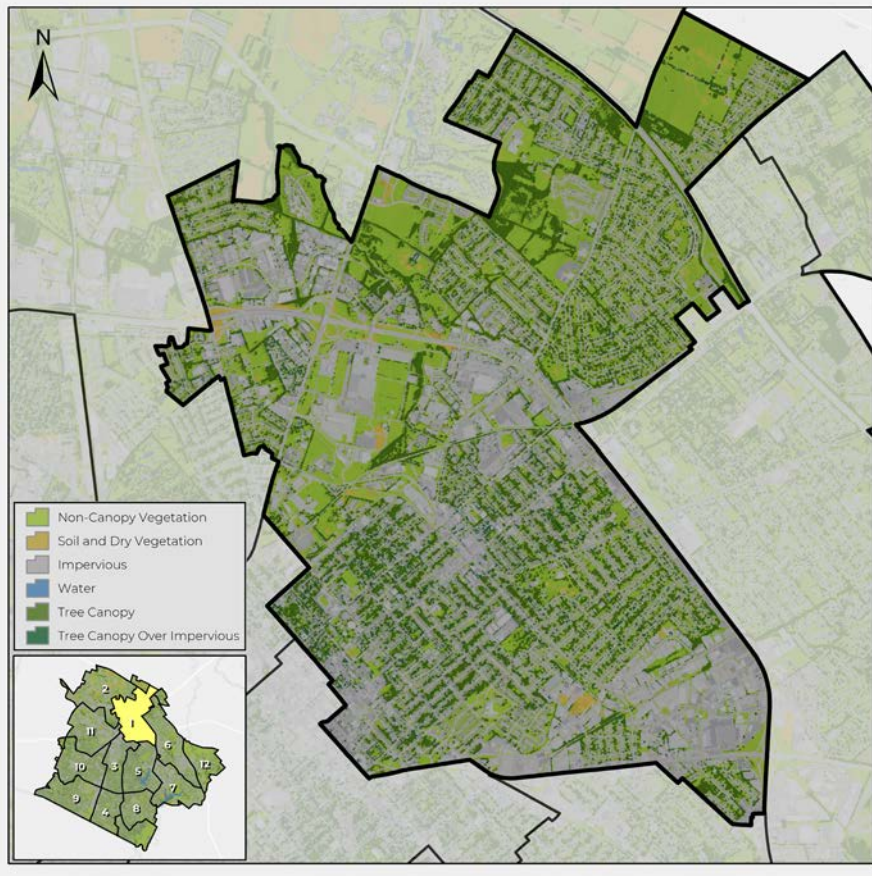 N
Non-Canopy Vegetation
Soil and Dry Vegetation
Impervious
Water
Tree Canopy
Tree Canopy Over Impervious
2
1
11
6
10
3
5
12
7
9
4
8